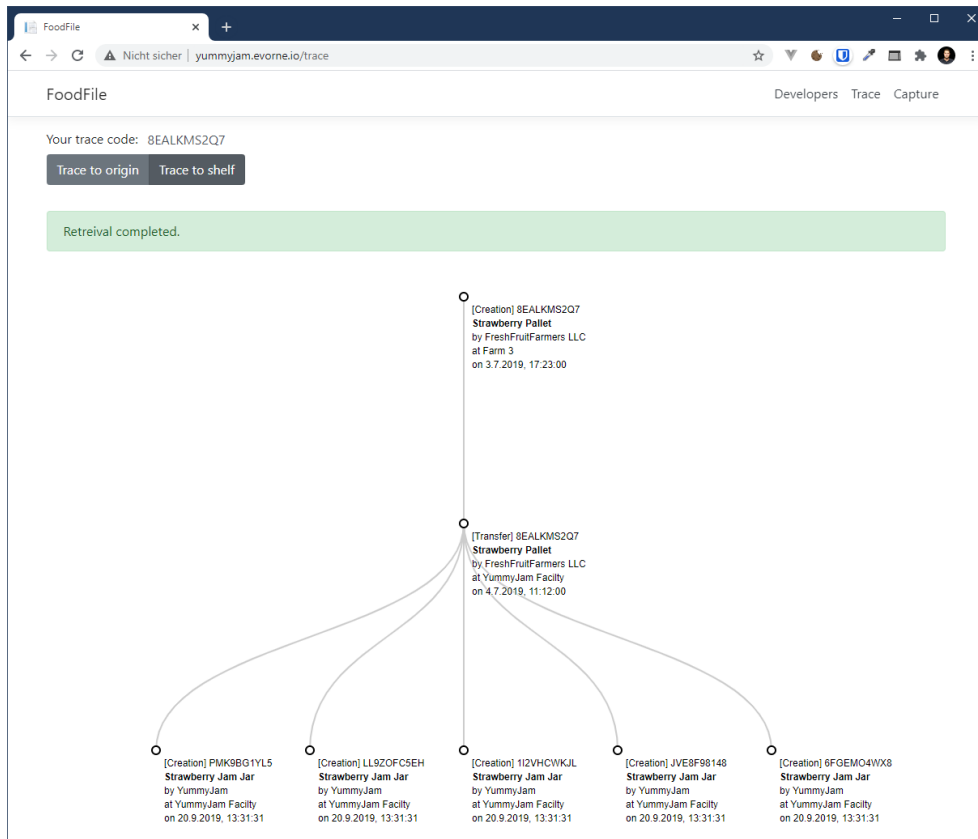 FoodFile
Nicht sicher | yummyjam.evorne.io/trace
FoodFile
Developers Trace Capture
Your trace code: 8EALKMS2Q7
Trace to origin Trace to shelf
Retreival completed.
[Creation] 8EALKMS2Q7
Strawberry Pallet
by FreshFruitFarmers LLC
at Farm 3
on 3.7.2019, 17:23:00
[Transfer] 8EALKMS2Q7
Strawberry Pallet
by FreshFruitFarmers LLC
at YummyJam Facilty
on 4.7.2019, 11:12:00
[Creation] PMK9BG1YL5
Strawberry Jam Jar
by YummyJam
at YummyJam Facilty
on 20.9.2019, 13:31:31
[Creation] LL9ZOFC5EH
Strawberry Jam Jar
by YummyJam
at YummyJam Facilty
on 20.9.2019, 13:31:31
[Creation] 1I2VHCWKJL
Strawberry Jam Jar
by YummyJam
at YummyJam Facilty
on 20.9.2019, 13:31:31
[Creation] JVE8F98148
Strawberry Jam Jar
by YummyJam
at YummyJam Facilty
on 20.9.2019, 13:31:31
[Creation] 6FGEMO4WX8
Strawberry Jam Jar
by YummyJam
at YummyJam Facilty
on 20.9.2019, 13:31:31